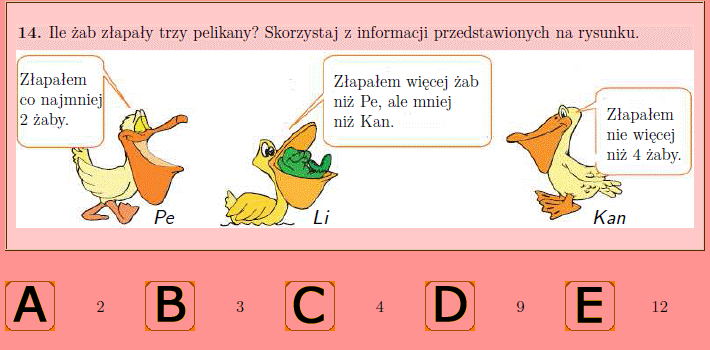 14. Ile żab złapały trzy pelikany? Skorzystaj z informacji przedstawionych na rysunku.
Złapałem
co najmniej
2 żaby.
Złapałem więcej żab
niż Pe, ale mniej
niż Kan.
Złapałem
nie więcej
niż 4 żaby.
Pe
Li
Kan
A 2 B 3 C 4 D 9 E 12